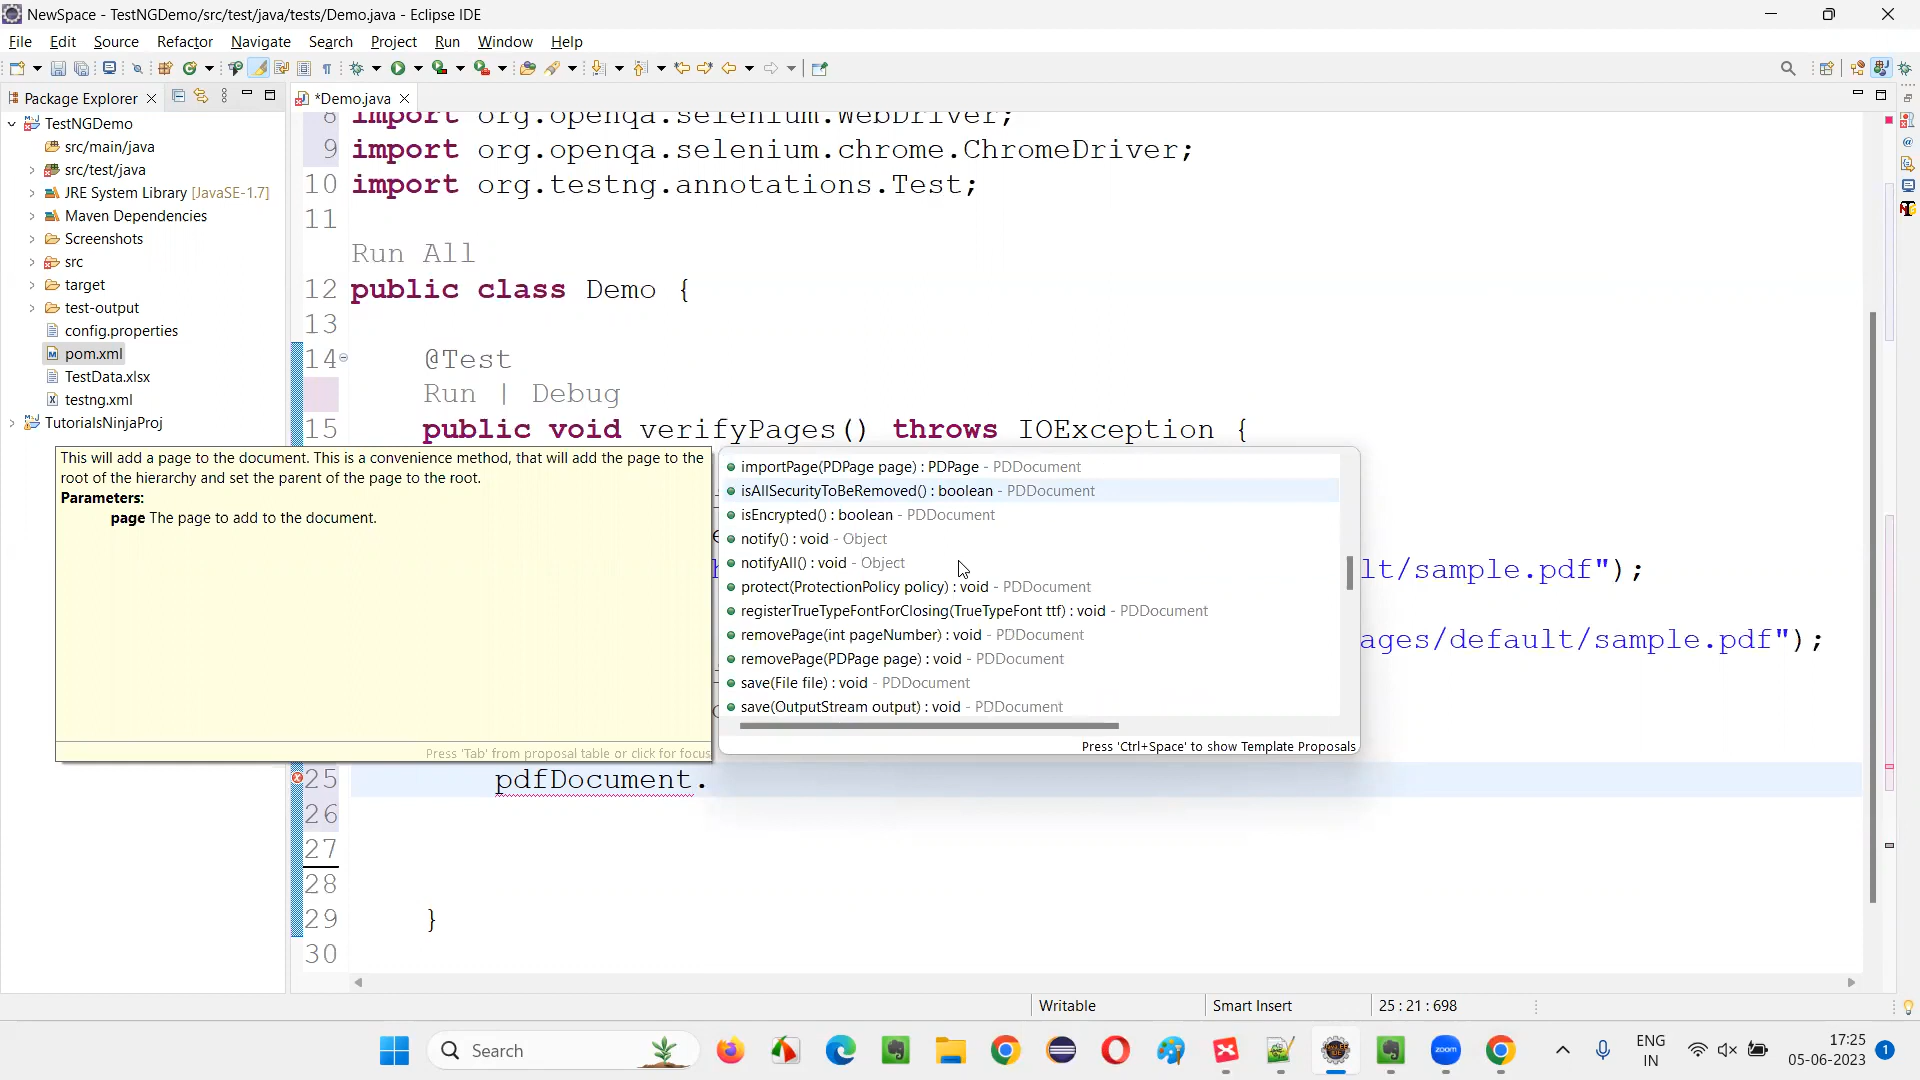 NewSpace - TestNGDemo/src/test/java/tests/Demo.java - Eclipse IDE
File Edit Source Refactor Navigate Search Project Run Window Help
Package Explorer
*Demo.java
TestNGDemo
src/main/java
src/test/java
JRE System Library [JavaSE-1.7]
Maven Dependencies
Screenshots
src
target
test-output
config.properties
pom.xml
TestData.xlsx
testng.xml
TutorialsNinjaProj
8 import org.openqa.selenium.WebDriver;
9 import org.openqa.selenium.chrome.ChromeDriver;
10 import org.testng.annotations.Test;
11
Run All
12 public class Demo {
13
14 @Test
Run | Debug
15 public void verifyPages() throws IOException {
lt/sample.pdf");
ages/default/sample.pdf");
This will add a page to the document. This is a convenience method, that will add the page to the
root of the hierarchy and set the parent of the page to the root.
Parameters:
page The page to add to the document.
Press 'Tab' from proposal table or click for focus
importPage(PDPage page) : PDPage - PDDocument
isAllSecurityToBeRemoved() : boolean - PDDocument
isEncrypted() : boolean - PDDocument
notify() : void - Object
notifyAll() : void - Object
protect(ProtectionPolicy policy) : void - PDDocument
registerTrueTypeFontForClosing(TrueTypeFont ttf) : void - PDDocument
removePage(int pageNumber) : void - PDDocument
removePage(PDPage page) : void - PDDocument
save(File file) : void - PDDocument
save(OutputStream output) : void - PDDocument
Press 'Ctrl+Space' to show Template Proposals
25 pdfDocument.
26
27
28
29 }
30
Writable
Smart Insert
25 : 21 : 698
Search
zoom
ENG
IN
17:25
05-06-2023
1